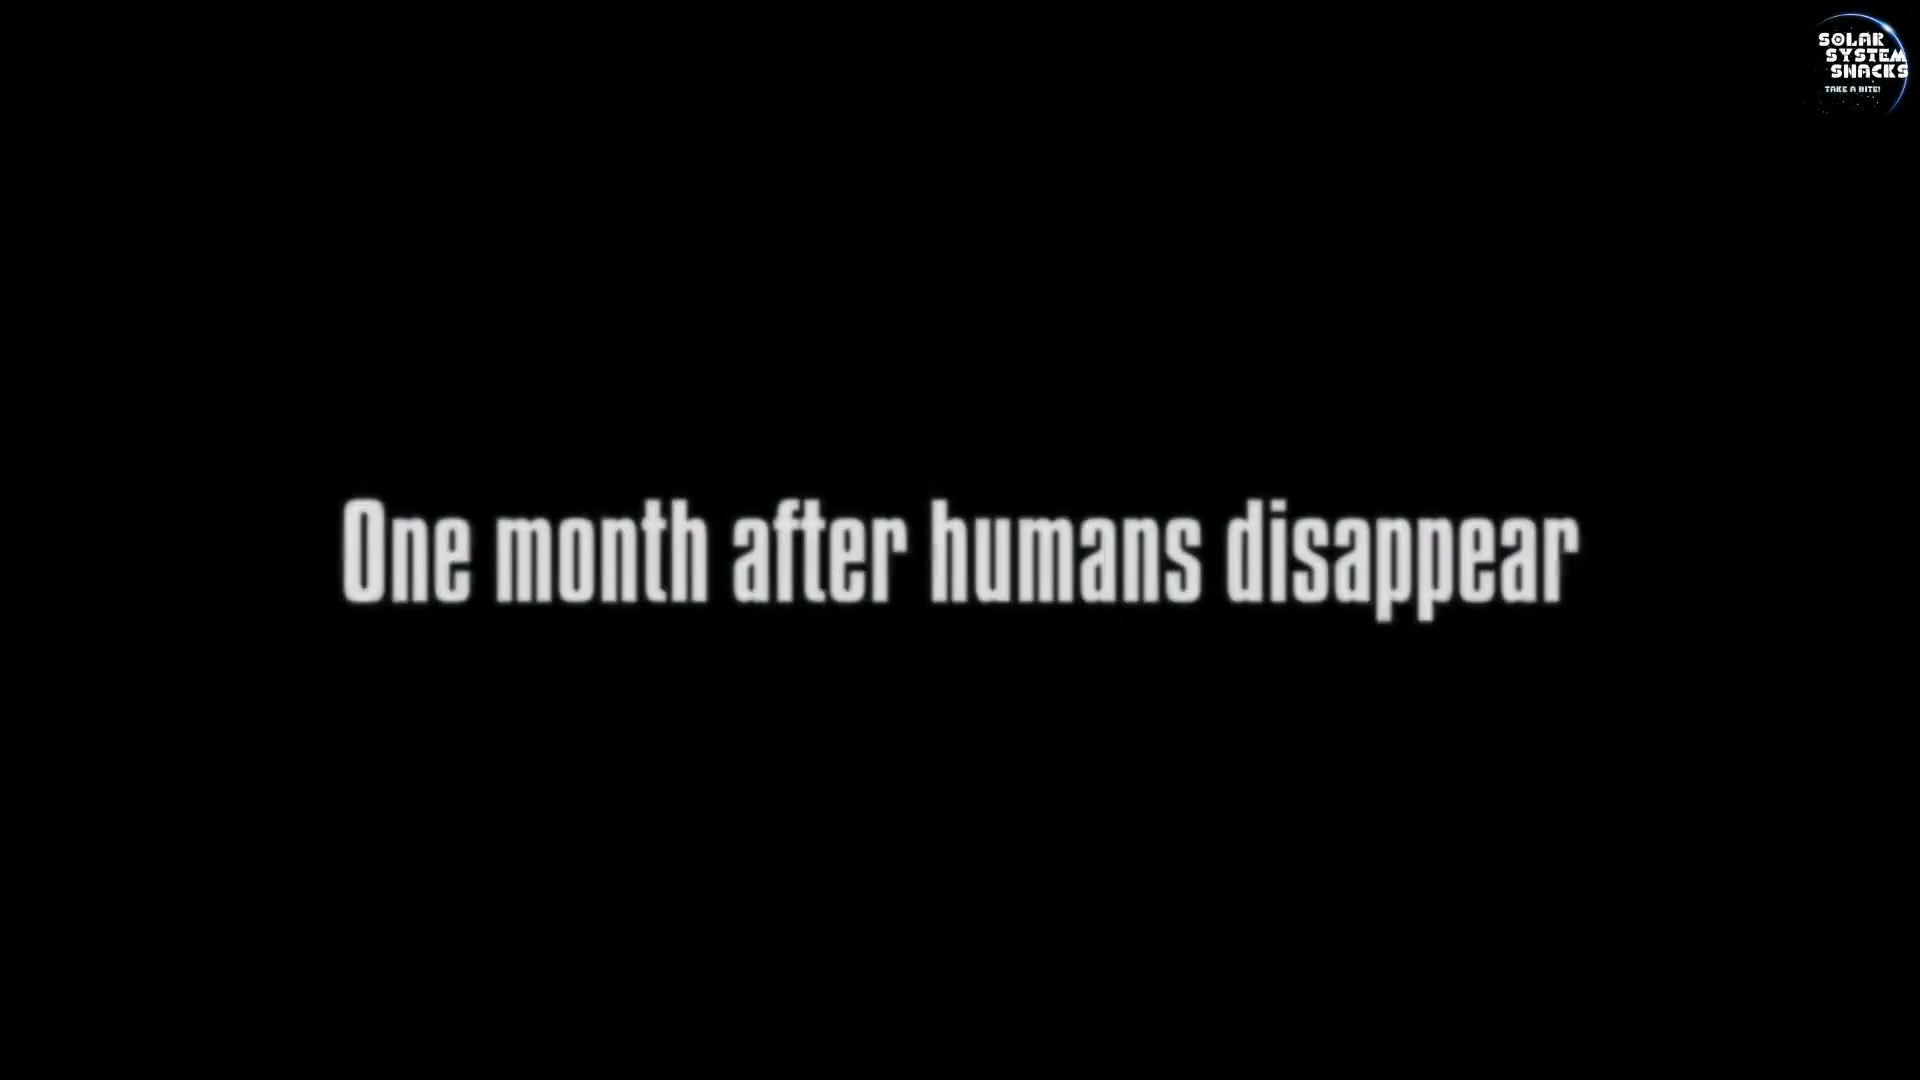 SOLAR
SYSTEM
SNACKS
TAKE A BITE!
One month after humans disappear